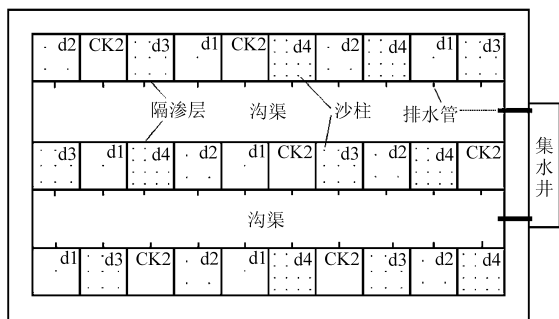 d2 CK2 d3 d1 CK2 d4 d2 d4 d1 d3
隔渗层 沟渠 沙柱 排水管
d3 d1 d4 d2 d1 CK2 d3 d2 d4 CK2
集水井
沟渠
d1 d3 CK2 d2 d1 d4 CK2 d3 d2 d4